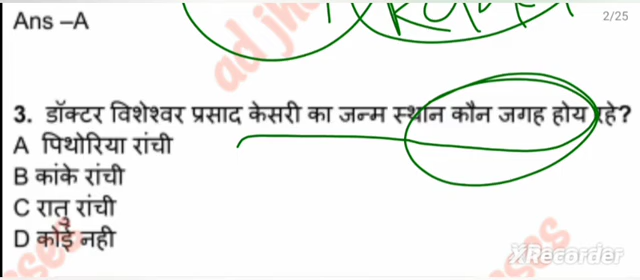 2/25
Ans –A
3. डॉक्टर विशेश्वर प्रसाद केसरी का जन्म स्थान कौन जगह होय रहे?
A पिथोरिया रांची
B कांके रांची
C रातु रांची
D कोई नही
XRecorder